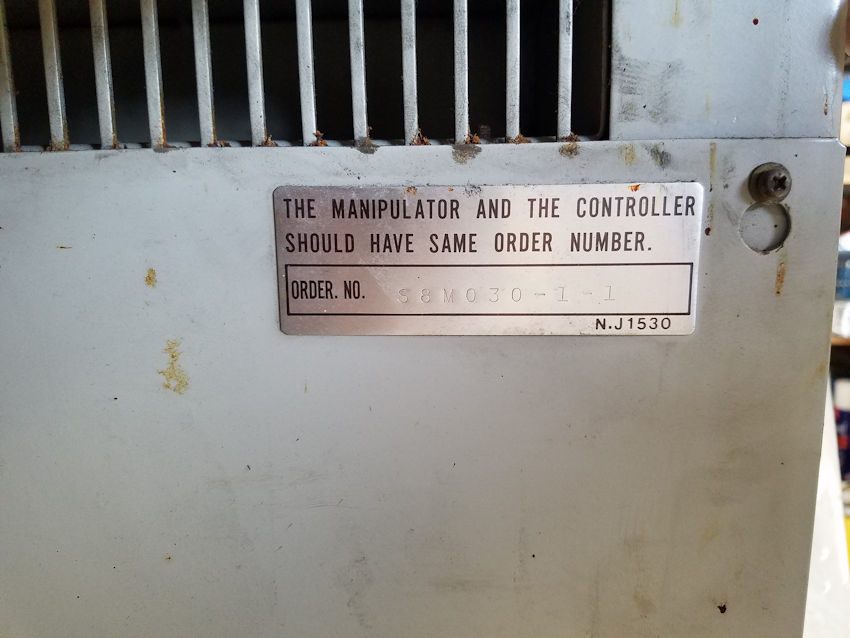 THE MANIPULATOR AND THE CONTROLLER
SHOULD HAVE SAME ORDER NUMBER.
ORDER. NO. S8M030-1-1
N.J1530